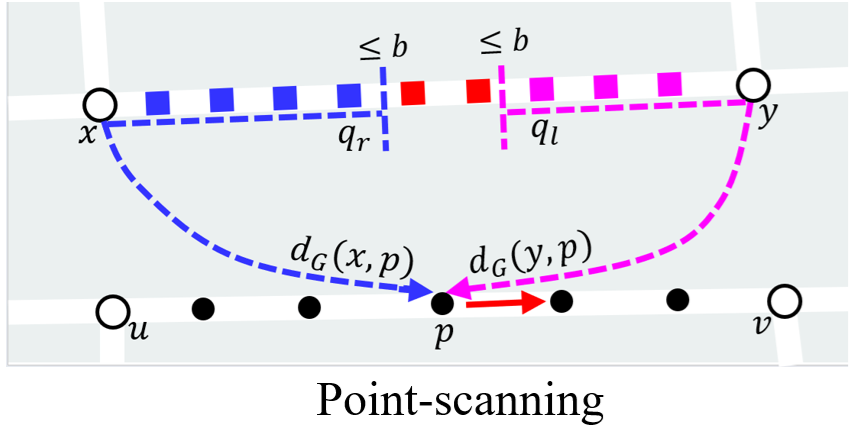 ≤ b ≤ b
x y
q_r q_l
d_G(x, p) d_G(y, p)
u p v
Point-scanning